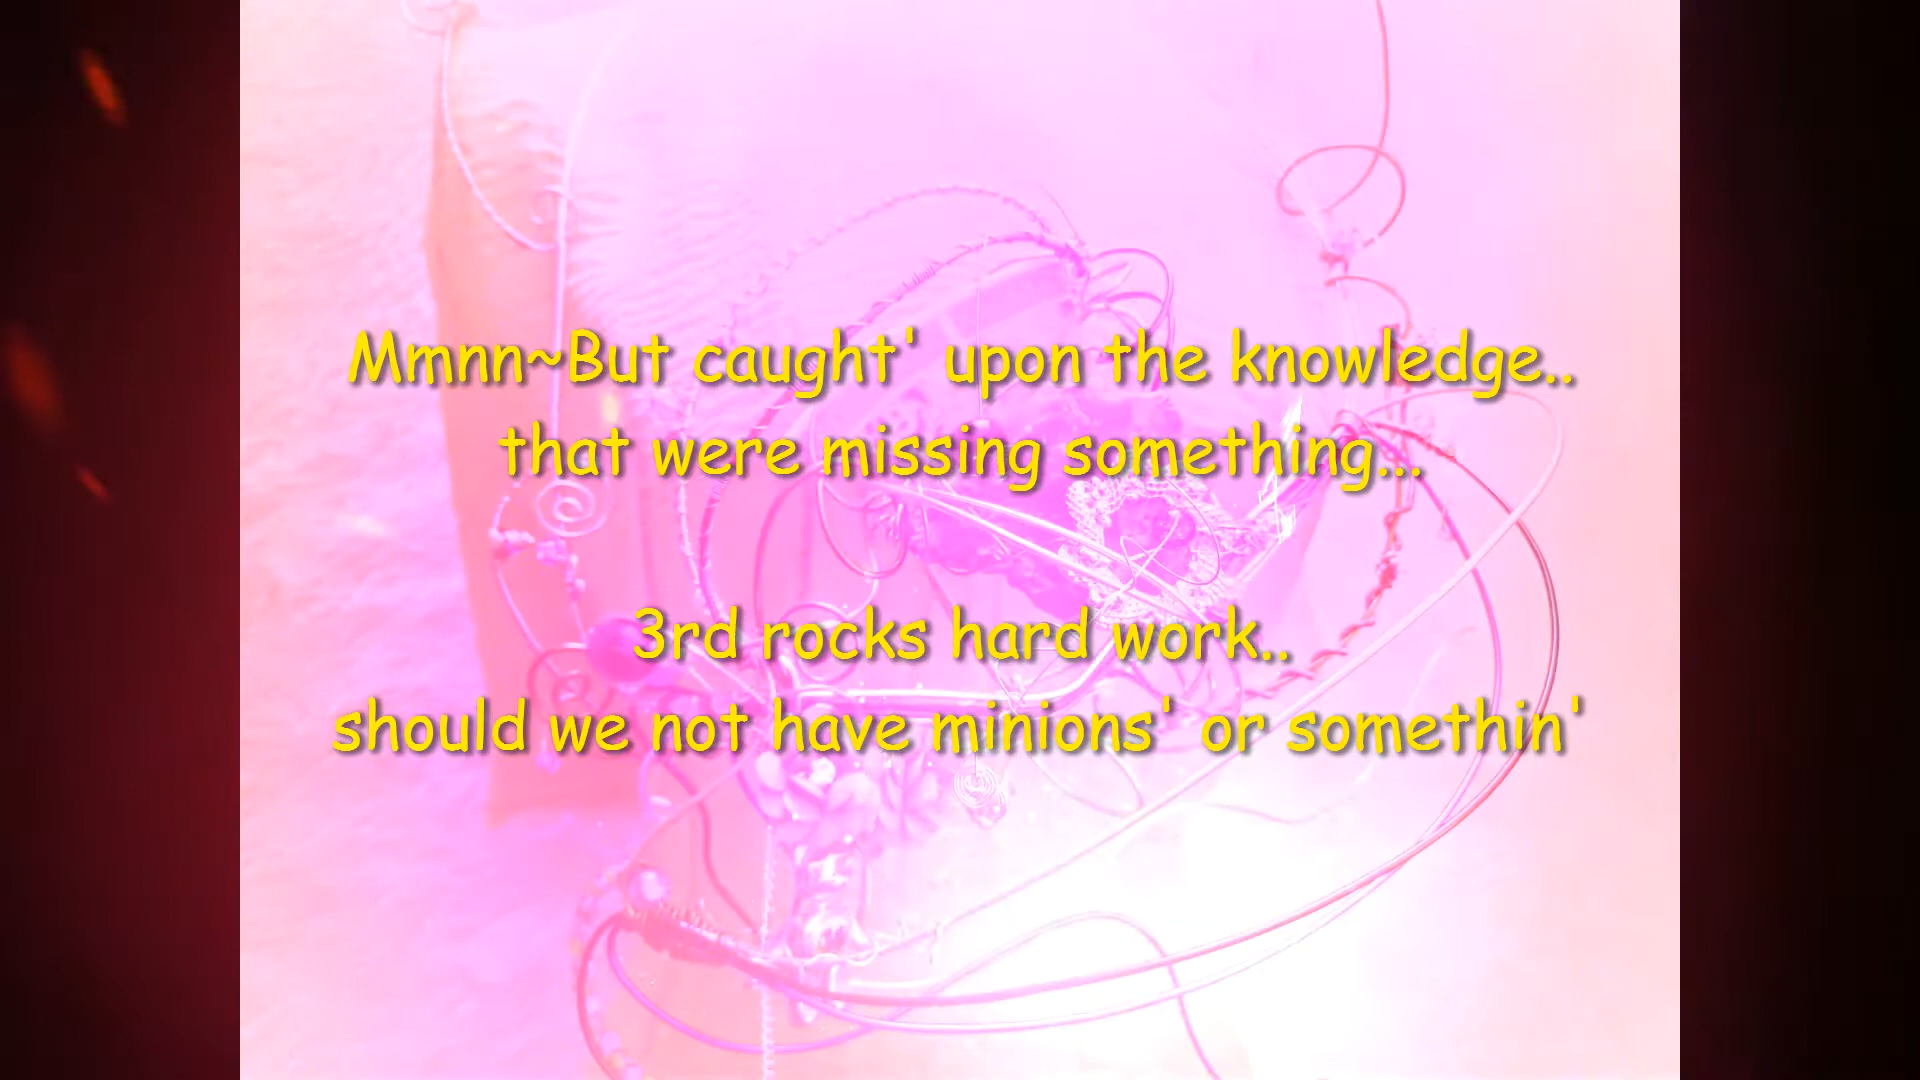 Mmnn~But caught' upon the knowledge..
that were missing something...
3rd rocks hard work..
should we not have minions' or somethin'